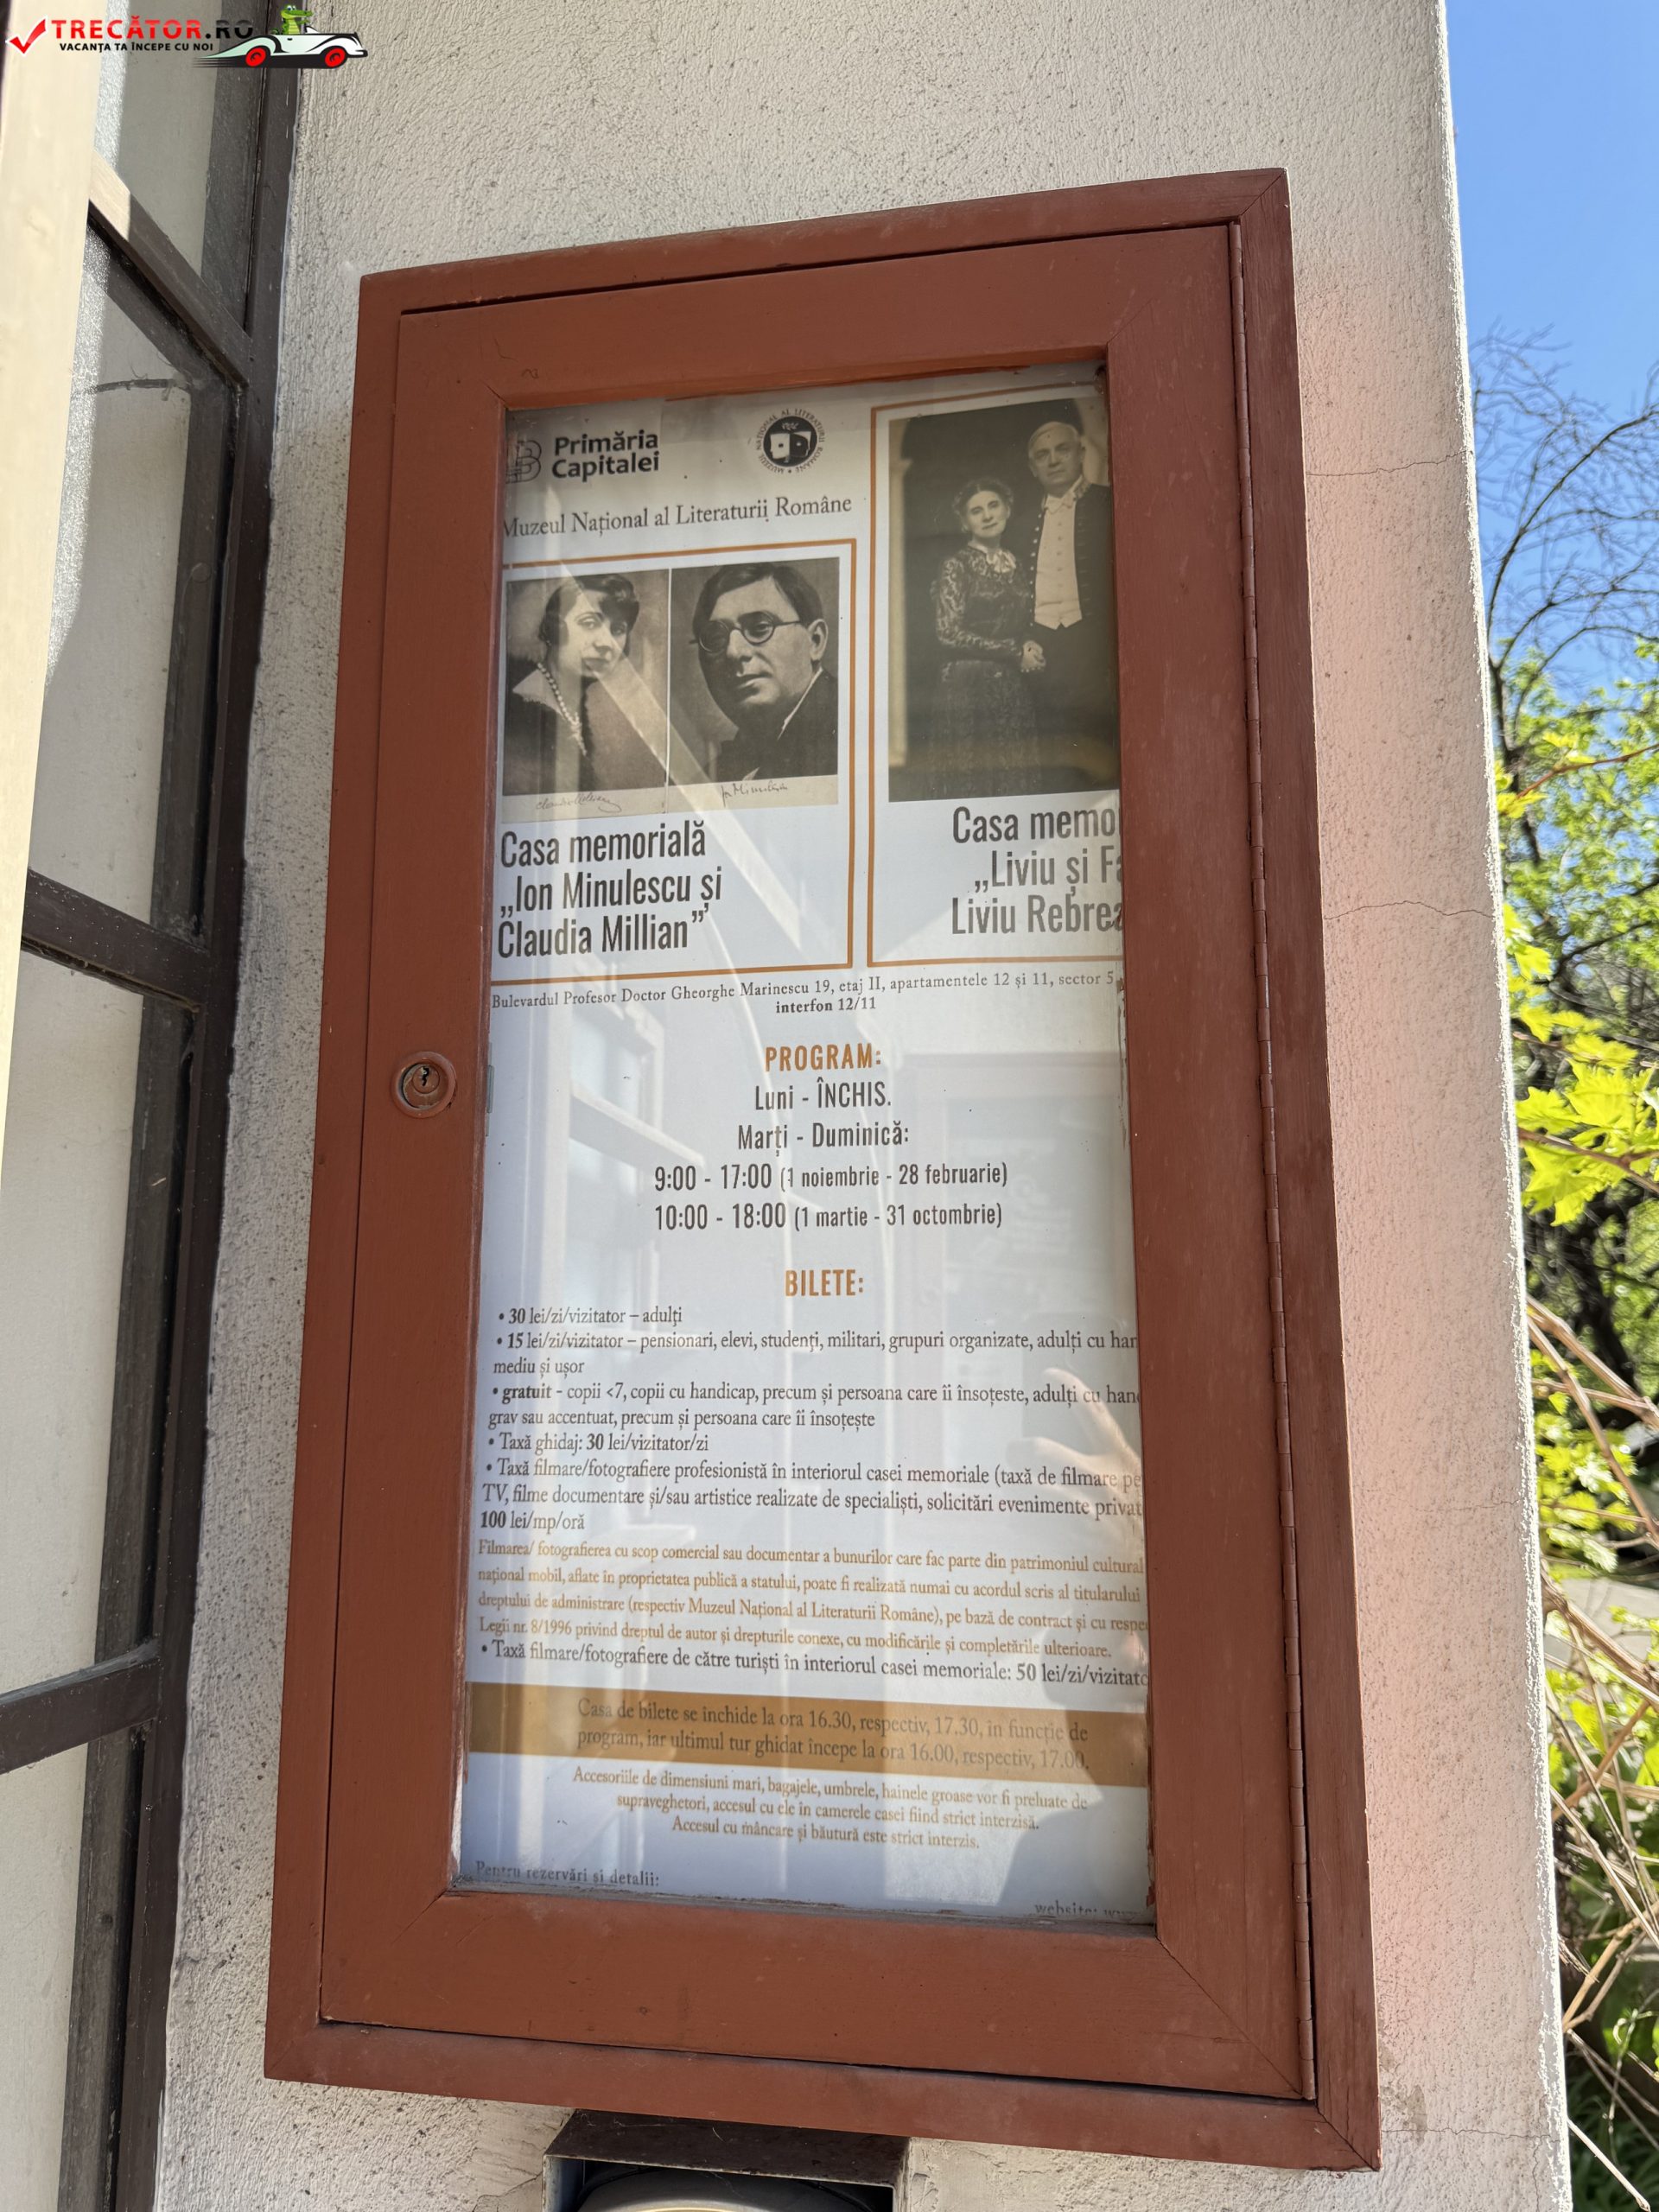 TRECĂTOR.RO
VACANȚA TA ÎNCEPE CU NOI
Primăria
Capitalei
MUZEUL NAȚIONAL AL LITERATURII ROMÂNE
Muzeul Național al Literaturii Române
Casa memorială
„Ion Minulescu și
Claudia Millian”
Casa memo
„Liviu și Fa
Liviu Rebrea
Bulevardul Profesor Doctor Gheorghe Marinescu 19, etaj II, apartamentele 12 și 11, sector 5
interfon 12/11
PROGRAM:
Luni - ÎNCHIS.
Marți - Duminică:
9:00 - 17:00 (1 noiembrie - 28 februarie)
10:00 - 18:00 (1 martie - 31 octombrie)
BILETE:
• 30 lei/zi/vizitator – adulți
• 15 lei/zi/vizitator – pensionari, elevi, studenți, militari, grupuri organizate, adulți cu han
mediu și ușor
• gratuit - copii <7, copii cu handicap, precum și persoana care îi însoțeste, adulți cu han
grav sau accentuat, precum și persoana care îi însoțește
• Taxă ghidaj: 30 lei/vizitator/zi
• Taxă filmare/fotografiere profesionistă în interiorul casei memoriale (taxă de filmare pe
TV, filme documentare și/sau artistice realizate de specialiști, solicitări evenimente privat
100 lei/mp/oră
Filmarea/ fotografierea cu scop comercial sau documentar a bunurilor care fac parte din patrimoniul cultural
național mobil, aflate în proprietatea publică a statului, poate fi realizată numai cu acordul scris al titularului
dreptului de administrare (respectiv Muzeul Național al Literaturii Române), pe bază de contract și cu respe
Legii nr. 8/1996 privind dreptul de autor și drepturile conexe, cu modificările și completările ulterioare.
• Taxă filmare/fotografiere de către turiști în interiorul casei memoriale: 50 lei/zi/vizitato
Casa de bilete se închide la ora 16.30, respectiv, 17.30, în funcție de
program, iar ultimul tur ghidat începe la ora 16.00, respectiv, 17.00.
Accesoriile de dimensiuni mari, bagajele, umbrele, hainele groase vor fi preluate de
supraveghetori, accesul cu ele în camerele casei fiind strict interzisă.
Accesul cu mâncare și băutură este strict interzis.
Pentru rezervări și detalii:
website: www